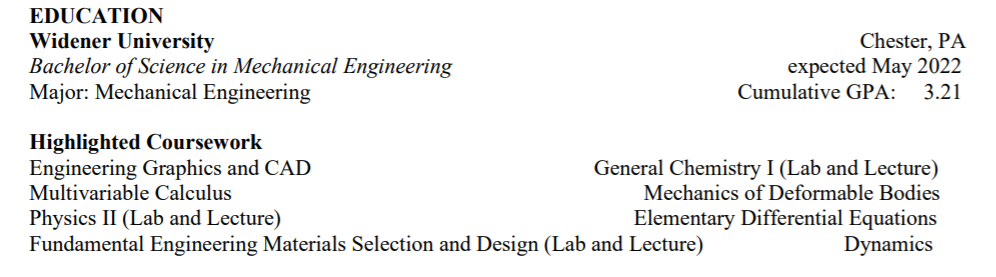 EDUCATION
Widener University Chester, PA
Bachelor of Science in Mechanical Engineering expected May 2022
Major: Mechanical Engineering Cumulative GPA: 3.21
Highlighted Coursework
Engineering Graphics and CAD General Chemistry I (Lab and Lecture)
Multivariable Calculus Mechanics of Deformable Bodies
Physics II (Lab and Lecture) Elementary Differential Equations
Fundamental Engineering Materials Selection and Design (Lab and Lecture) Dynamics